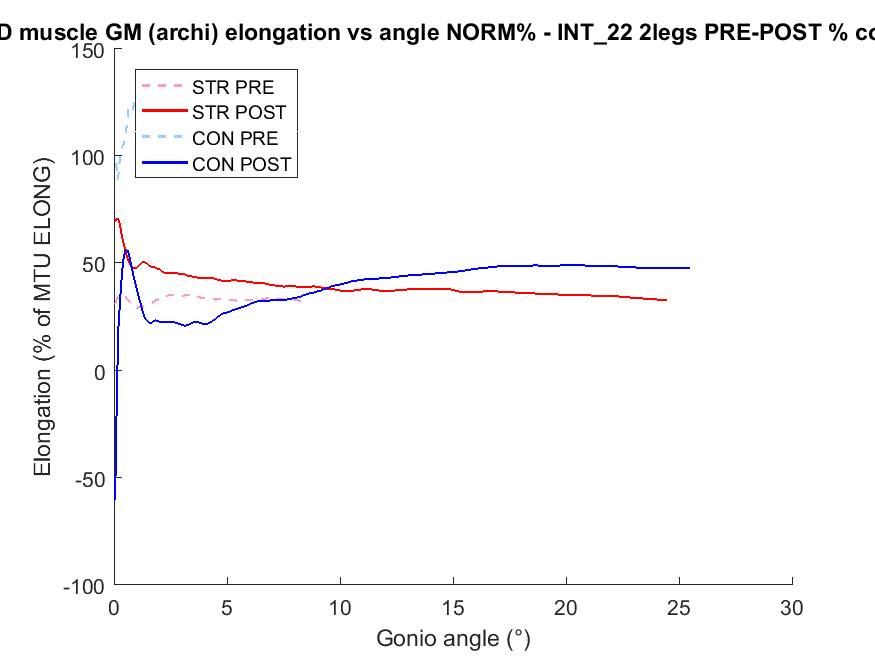 D muscle GM (archi) elongation vs angle NORM% - INT_22 2legs PRE-POST % co
150
100
50
0
-50
-100
Elongation (% of MTU ELONG)
STR PRE
STR POST
CON PRE
CON POST
0 5 10 15 20 25 30
Gonio angle (°)